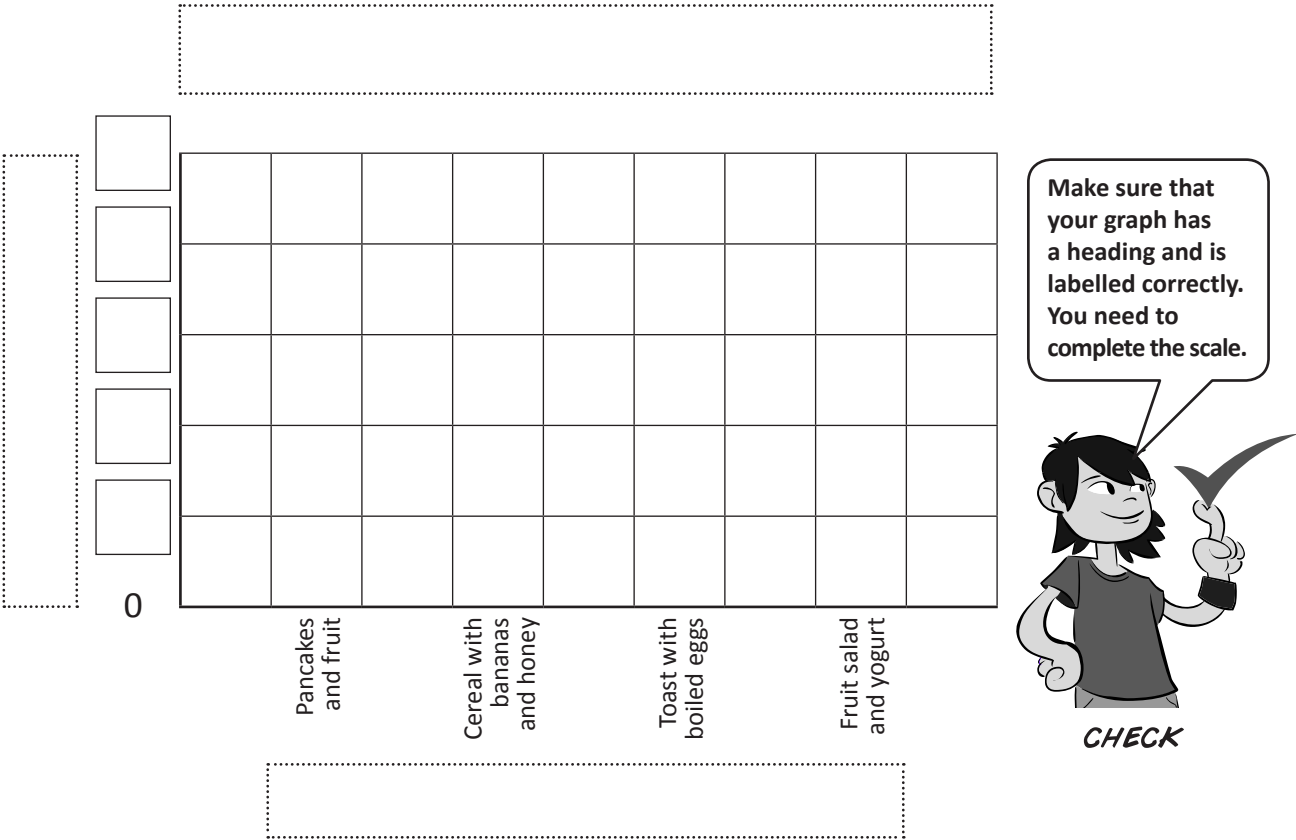 Make sure that
your graph has
a heading and is
labelled correctly.
You need to
complete the scale.
0
Pancakes
and fruit
Cereal with
bananas
and honey
Toast with
boiled eggs
Fruit salad
and yogurt
CHECK